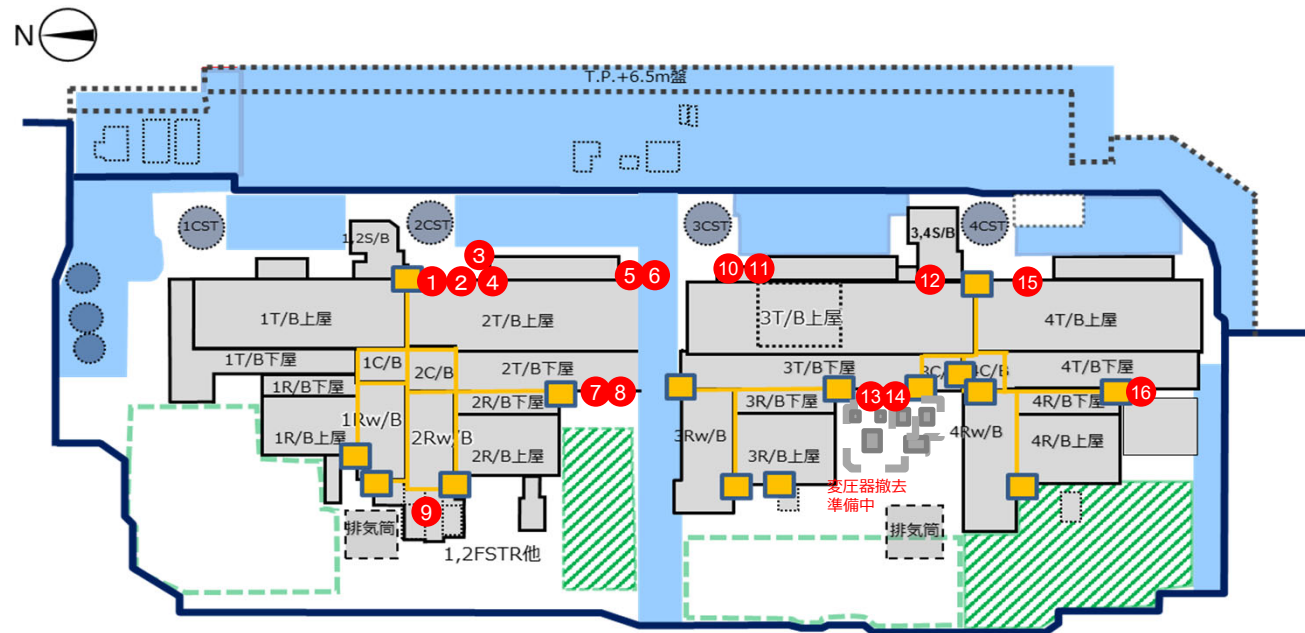 N
T.P.+6.5m盤
1CST
2CST
3CST
4CST
1,2S/B
3,4S/B
3
1
2
4
5
6
10
11
12
15
1T/B上屋
2T/B上屋
3T/B上屋
4T/B上屋
1T/B下屋
1C/B
2C/B
2T/B下屋
3T/B下屋
3C/B
4C/B
4T/B下屋
1R/B下屋
2R/B下屋
7
8
3R/B下屋
13
14
4R/B下屋
16
1Rw/B
2Rw/B
3Rw/B
4Rw/B
1R/B上屋
2R/B上屋
3R/B上屋
4R/B上屋
変圧器撤去
準備中
9
排気筒
排気筒
1,2FSTR他